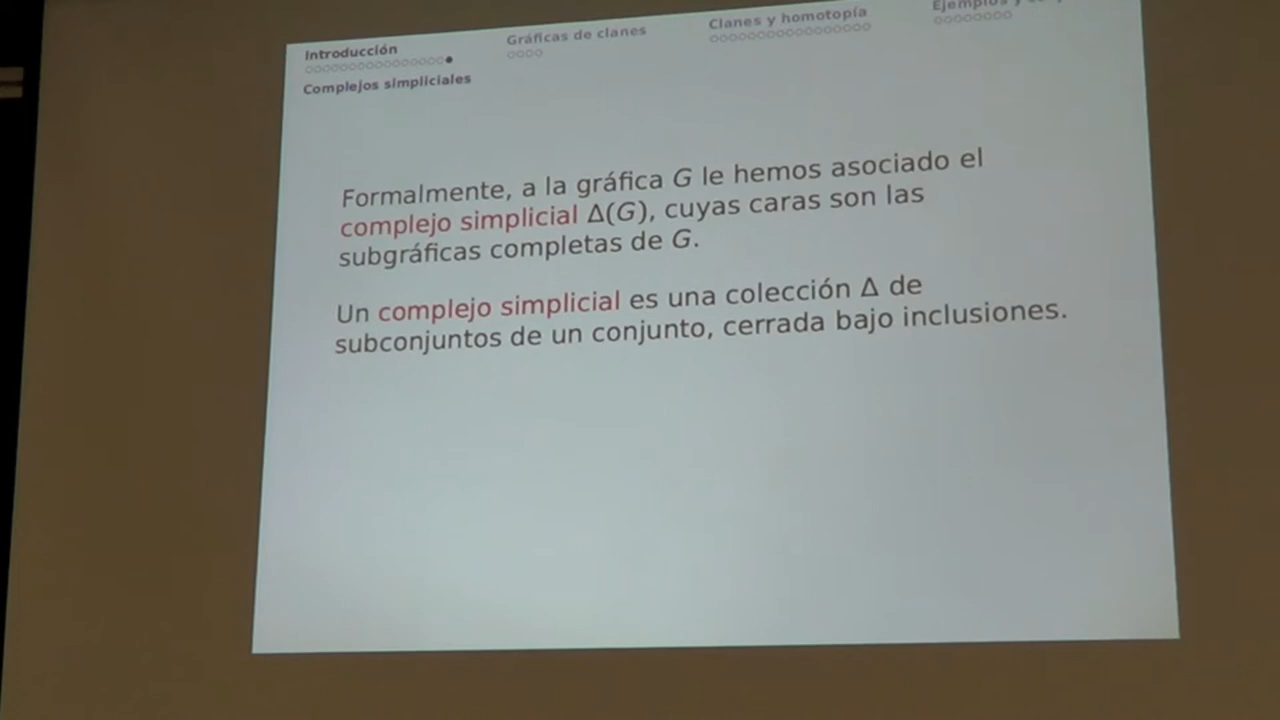 Introducción
Gráficas de clanes
Clanes y homotopía
Complejos simpliciales
Formalmente, a la gráfica G le hemos asociado el
complejo simplicial Δ(G), cuyas caras son las
subgráficas completas de G.
Un complejo simplicial es una colección Δ de
subconjuntos de un conjunto, cerrada bajo inclusiones.